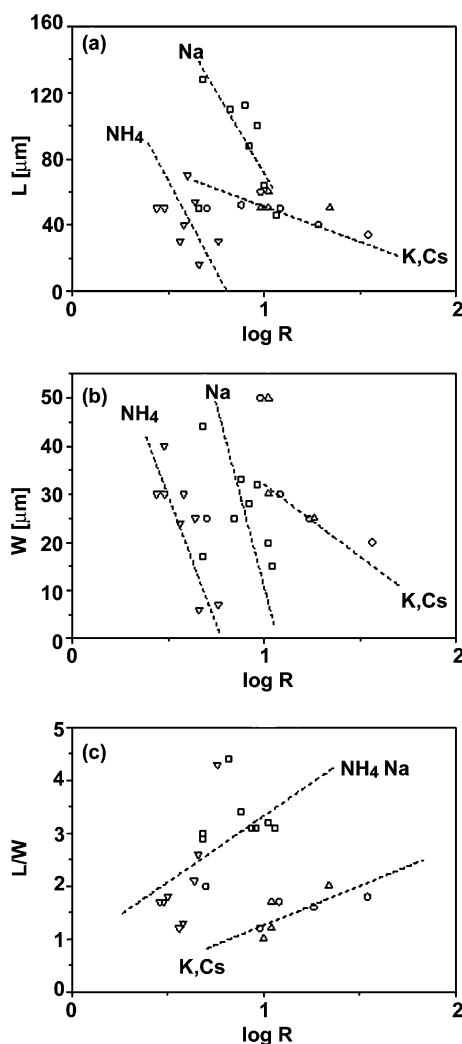 160
(a)
Na
120
NH4
L [μm]
80
40
K,Cs
0
0 1 2
log R
50
(b)
NH4
Na
40
W [μm]
30
20
10
K,Cs
0
0 1 2
log R
5
(c)
NH4 Na
4
L/W
3
2
1
K,Cs
0
0 1 2
log R